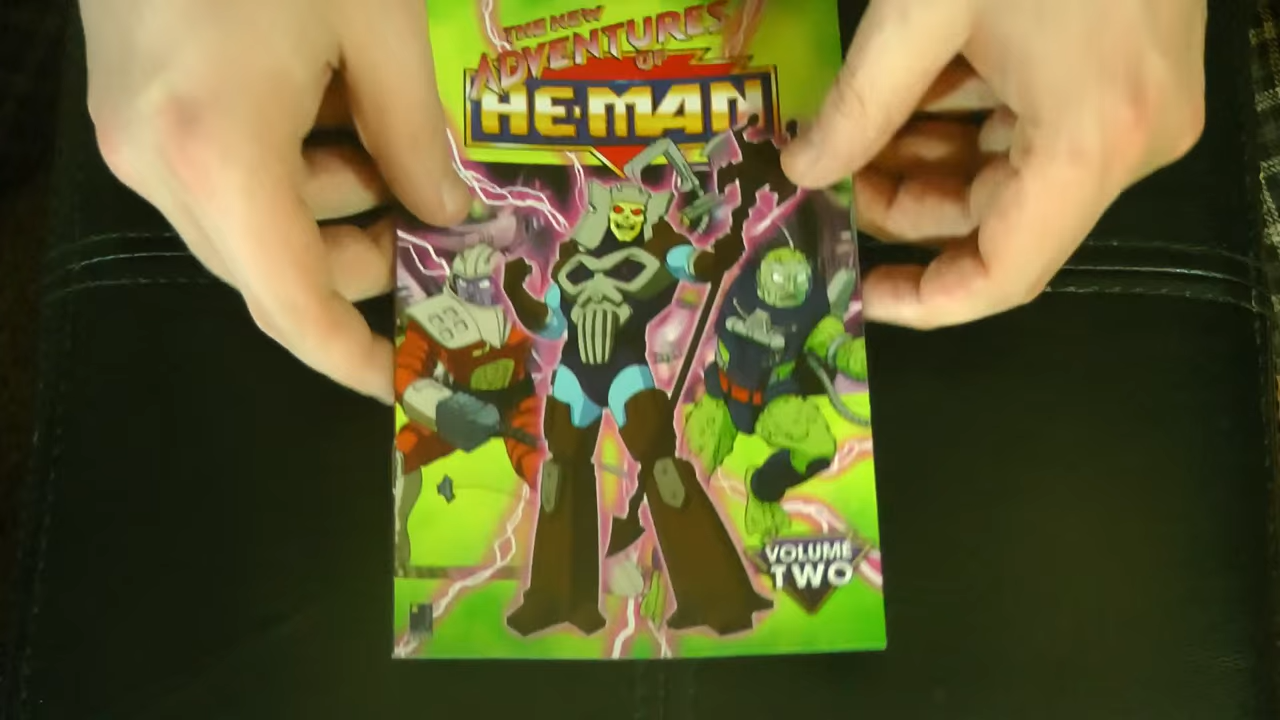 THE NEW
ADVENTURES
OF
HE-MAN
VOLUME
TWO